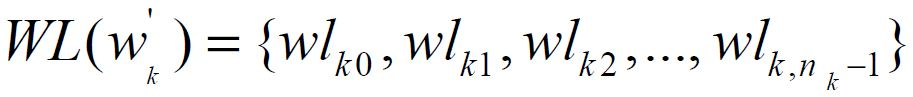 WL(w'_k) = {wl_{k0}, wl_{k1}, wl_{k2}, ..., wl_{k,n_k-1}}